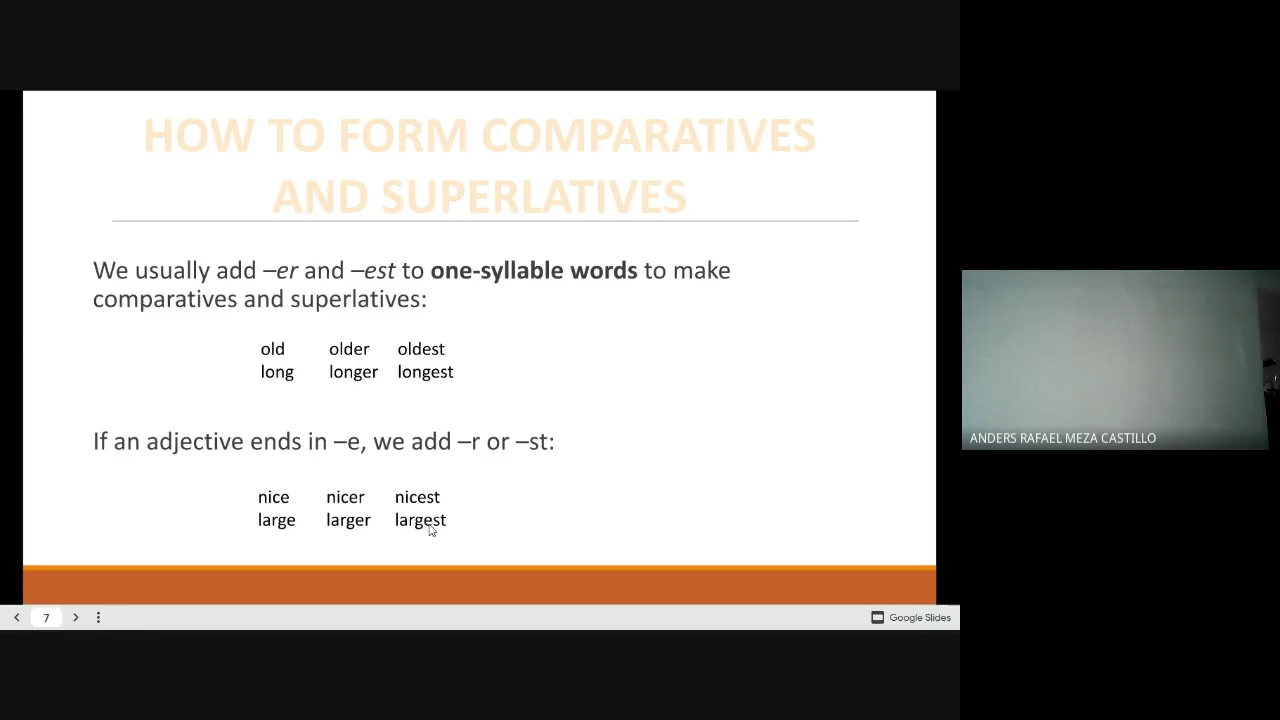 HOW TO FORM COMPARATIVES
AND SUPERLATIVES
We usually add –er and –est to one-syllable words to make
comparatives and superlatives:
old older oldest
long longer longest
If an adjective ends in –e, we add –r or –st:
nice nicer nicest
large larger largest
ANDERS RAFAEL MEZA CASTILLO
7
Google Slides